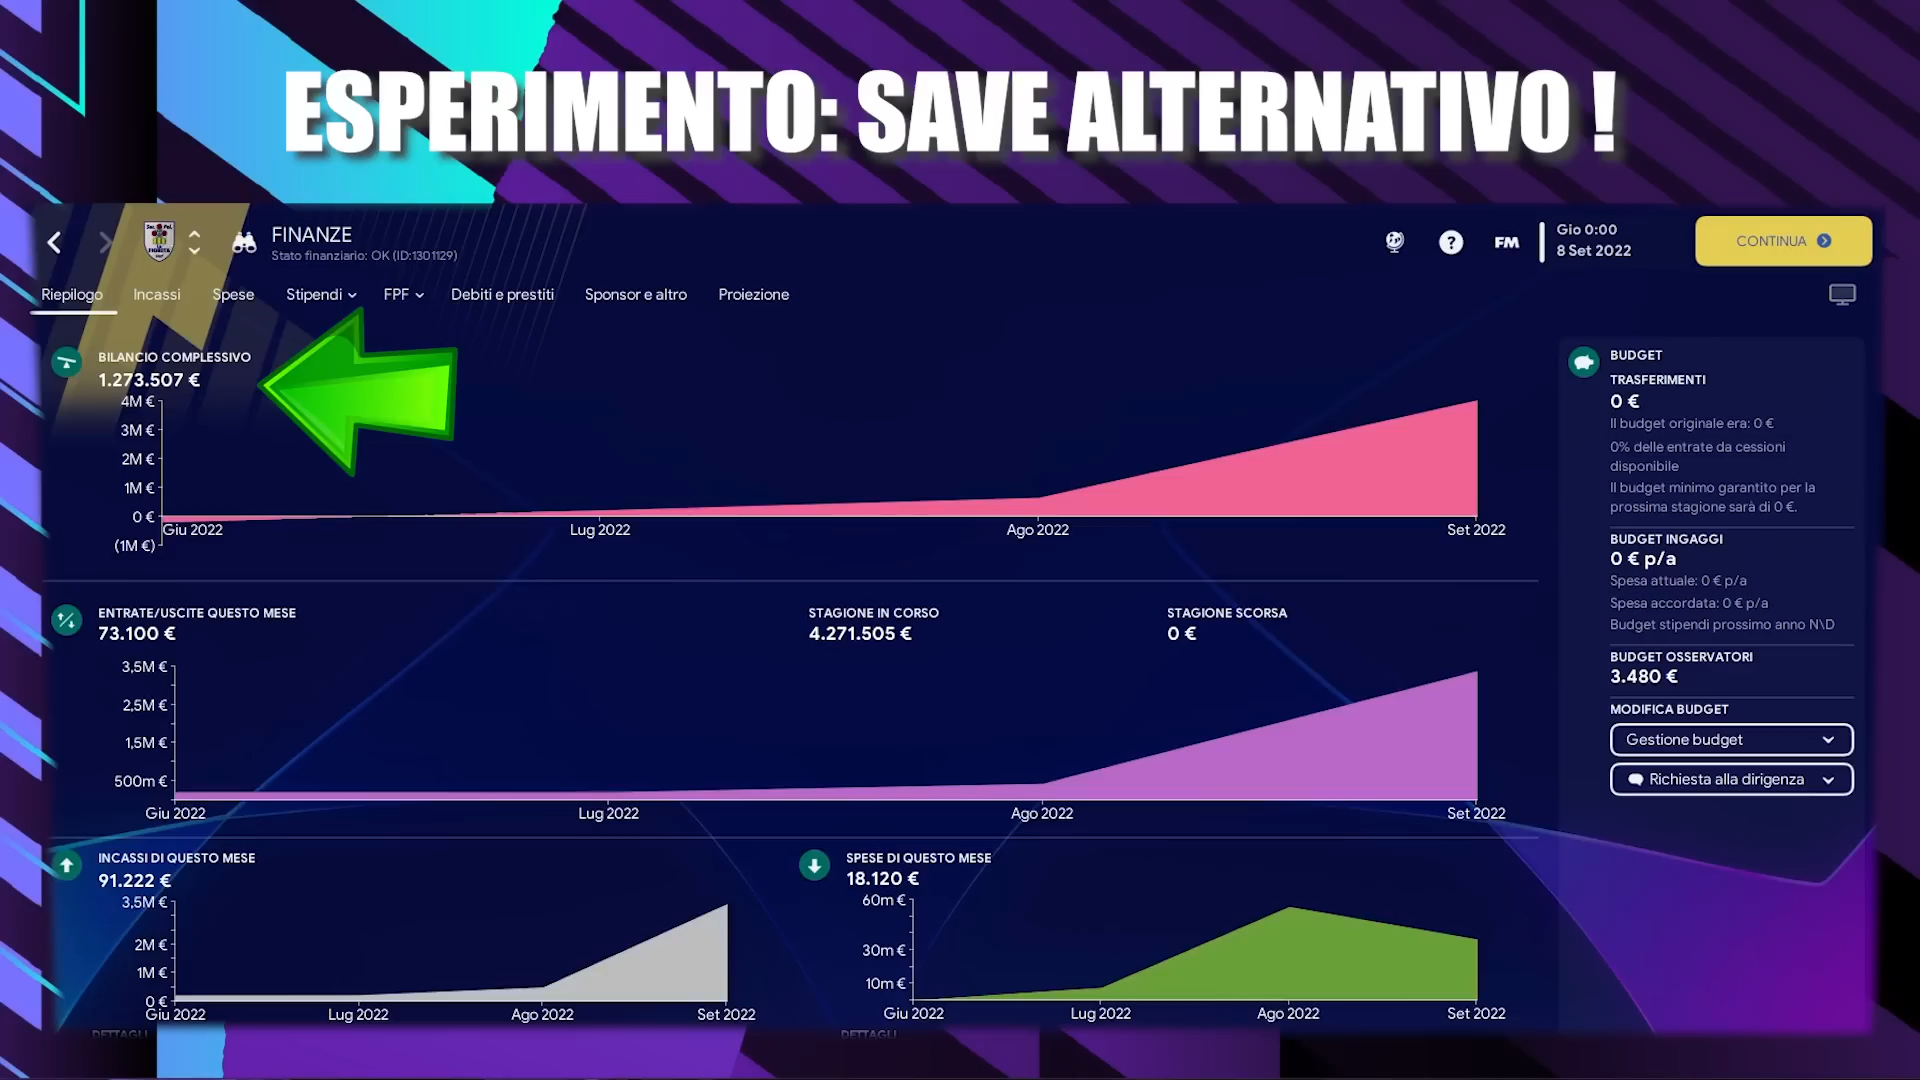 ESPERIMENTO: SAVE ALTERNATIVO !
FINANZE
Stato finanziario: OK (ID:1301129)
FM
Gio 0:00
8 Set 2022
CONTINUA
Riepilogo
Incassi
Spese
Stipendi
FPF
Debiti e prestiti
Sponsor e altro
Proiezione
BILANCIO COMPLESSIVO
1.273.507 €
4M €
3M €
2M €
1M €
0 €
(1M €)
Giu 2022
Lug 2022
Ago 2022
Set 2022
ENTRATE/USCITE QUESTO MESE
73.100 €
STAGIONE IN CORSO
4.271.505 €
STAGIONE SCORSA
0 €
3,5M €
2,5M €
1,5M €
500m €
Giu 2022
Lug 2022
Ago 2022
Set 2022
INCASSI DI QUESTO MESE
91.222 €
3,5M €
2M €
1M €
0 €
Giu 2022
Lug 2022
Ago 2022
Set 2022
DETTAGLI
SPESE DI QUESTO MESE
18.120 €
60m €
30m €
10m €
Giu 2022
Lug 2022
Ago 2022
Set 2022
DETTAGLI
BUDGET
TRASFERIMENTI
0 €
Il budget originale era: 0 €
0% delle entrate da cessioni
disponibile
Il budget minimo garantito per la
prossima stagione sarà di 0 €.
BUDGET INGAGGI
0 € p/a
Spesa attuale: 0 € p/a
Spesa accordata: 0 € p/a
Budget stipendi prossimo anno N\D
BUDGET OSSERVATORI
3.480 €
MODIFICA BUDGET
Gestione budget
Richiesta alla dirigenza